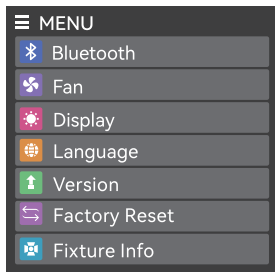 MENU
Bluetooth
Fan
Display
Language
Version
Factory Reset
Fixture Info